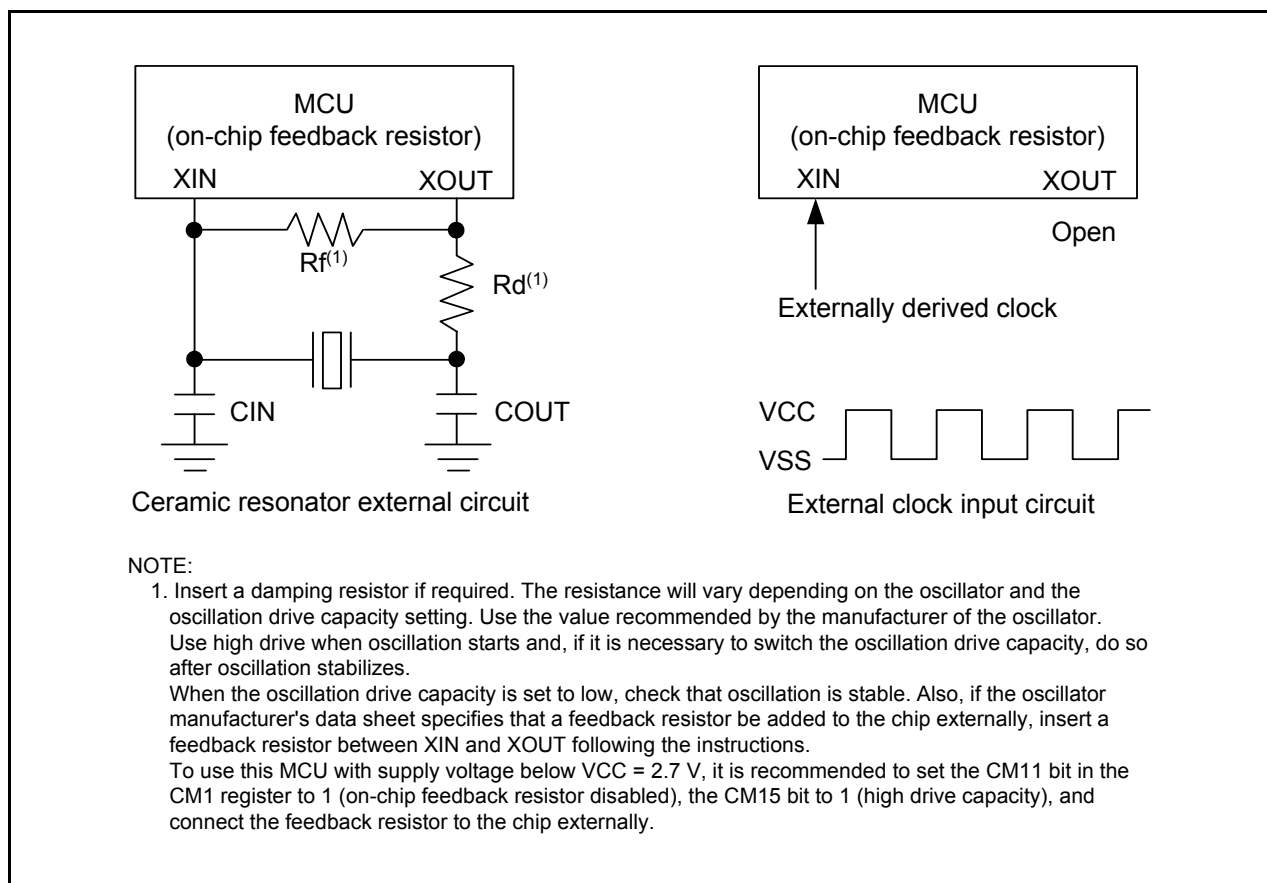 MCU
(on-chip feedback resistor)
XIN
XOUT
Rf(1)
Rd(1)
CIN
COUT
Ceramic resonator external circuit
MCU
(on-chip feedback resistor)
XIN
XOUT
Open
Externally derived clock
VCC
VSS
External clock input circuit
NOTE:
1. Insert a damping resistor if required. The resistance will vary depending on the oscillator and the
oscillation drive capacity setting. Use the value recommended by the manufacturer of the oscillator.
Use high drive when oscillation starts and, if it is necessary to switch the oscillation drive capacity, do so
after oscillation stabilizes.
When the oscillation drive capacity is set to low, check that oscillation is stable. Also, if the oscillator
manufacturer's data sheet specifies that a feedback resistor be added to the chip externally, insert a
feedback resistor between XIN and XOUT following the instructions.
To use this MCU with supply voltage below VCC = 2.7 V, it is recommended to set the CM11 bit in the
CM1 register to 1 (on-chip feedback resistor disabled), the CM15 bit to 1 (high drive capacity), and
connect the feedback resistor to the chip externally.